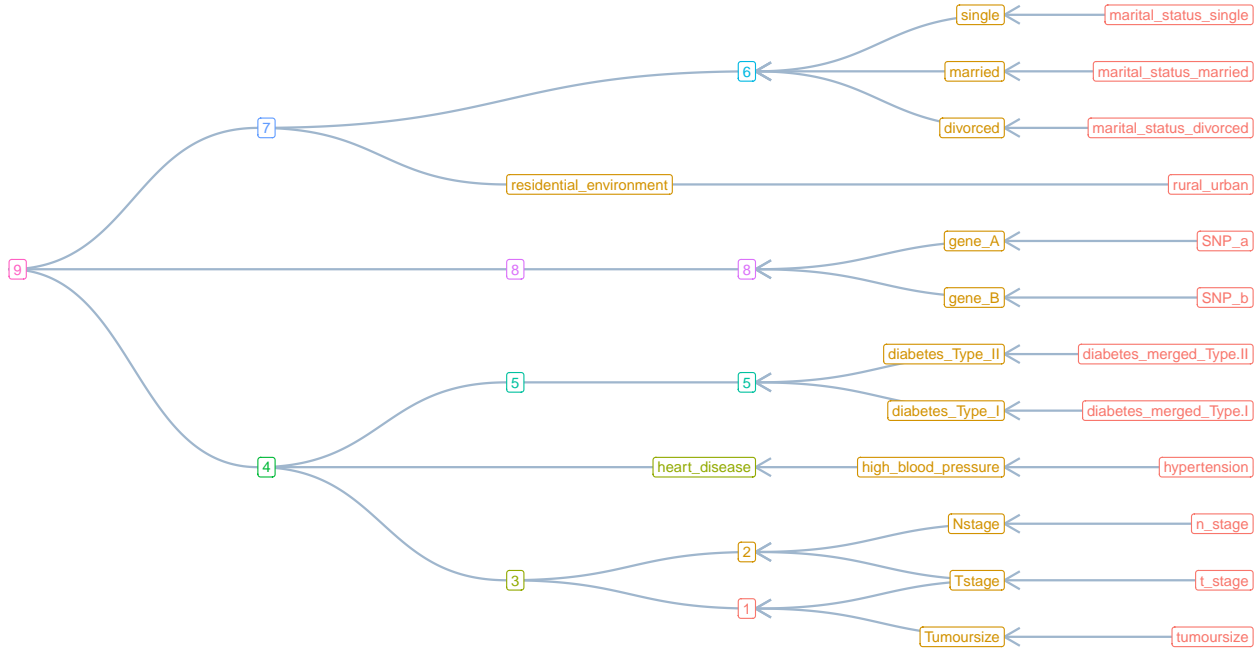 single
marital_status_single
6
married
marital_status_married
7
divorced
marital_status_divorced
residential_environment
rural_urban
gene_A
SNP_a
9
8
8
gene_B
SNP_b
diabetes_Type_II
diabetes_merged_Type.II
5
5
diabetes_Type_I
diabetes_merged_Type.I
4
heart_disease
high_blood_pressure
hypertension
Nstage
n_stage
2
3
Tstage
t_stage
1
Tumoursize
tumoursize